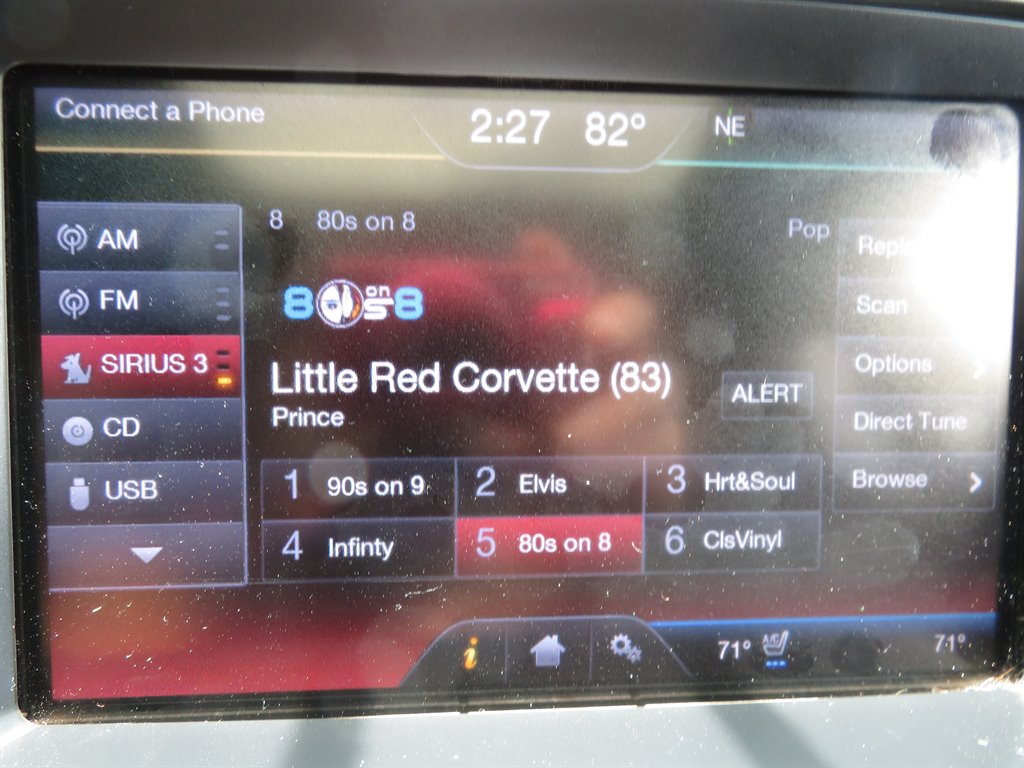 Connect a Phone
2:27 82° NE
AM
FM
SIRIUS 3
CD
USB
8 80s on 8
Pop
8 on s 8
Little Red Corvette (83)
Prince
ALERT
1 90s on 9
2 Elvis
3 Hrt&Soul
4 Infinty
5 80s on 8
6 ClsVinyl
Scan
Options
Direct Tune
Browse
i
71° A/C 71°